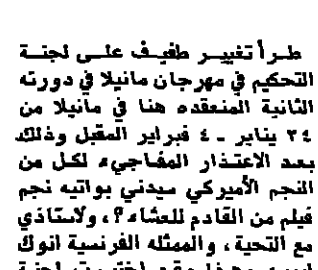 طرأ تغيير طفيف على لجنة
التحكيم في مهرجان مانيلا في دورته
الثانية المنعقده هنا في مانيلا من
٢٤ يناير ـ ٤ فبراير المقبل وذلك
بعد الاعتذار المفاجيء لكل من
النجم الأميركي سيدني بواتيه نجم
فيلم من القادم للعشاء؟، ولاستاذي
مع التحية، والممثله الفرنسية انوك